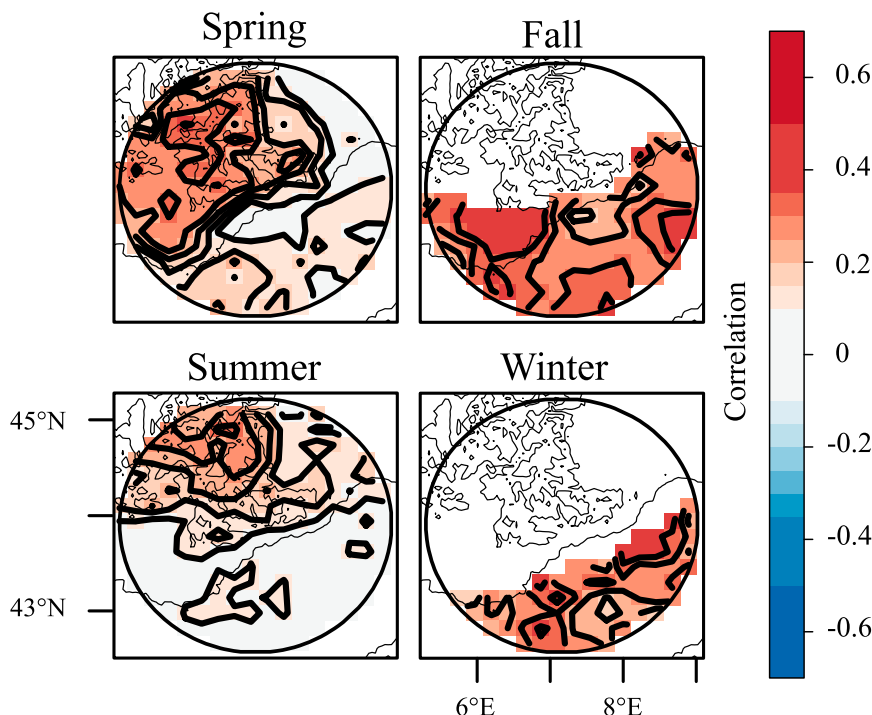 Spring
Fall
Summer
Winter
45°N
43°N
6°E
8°E
Correlation
0.6
0.4
0.2
0
-0.2
-0.4
-0.6